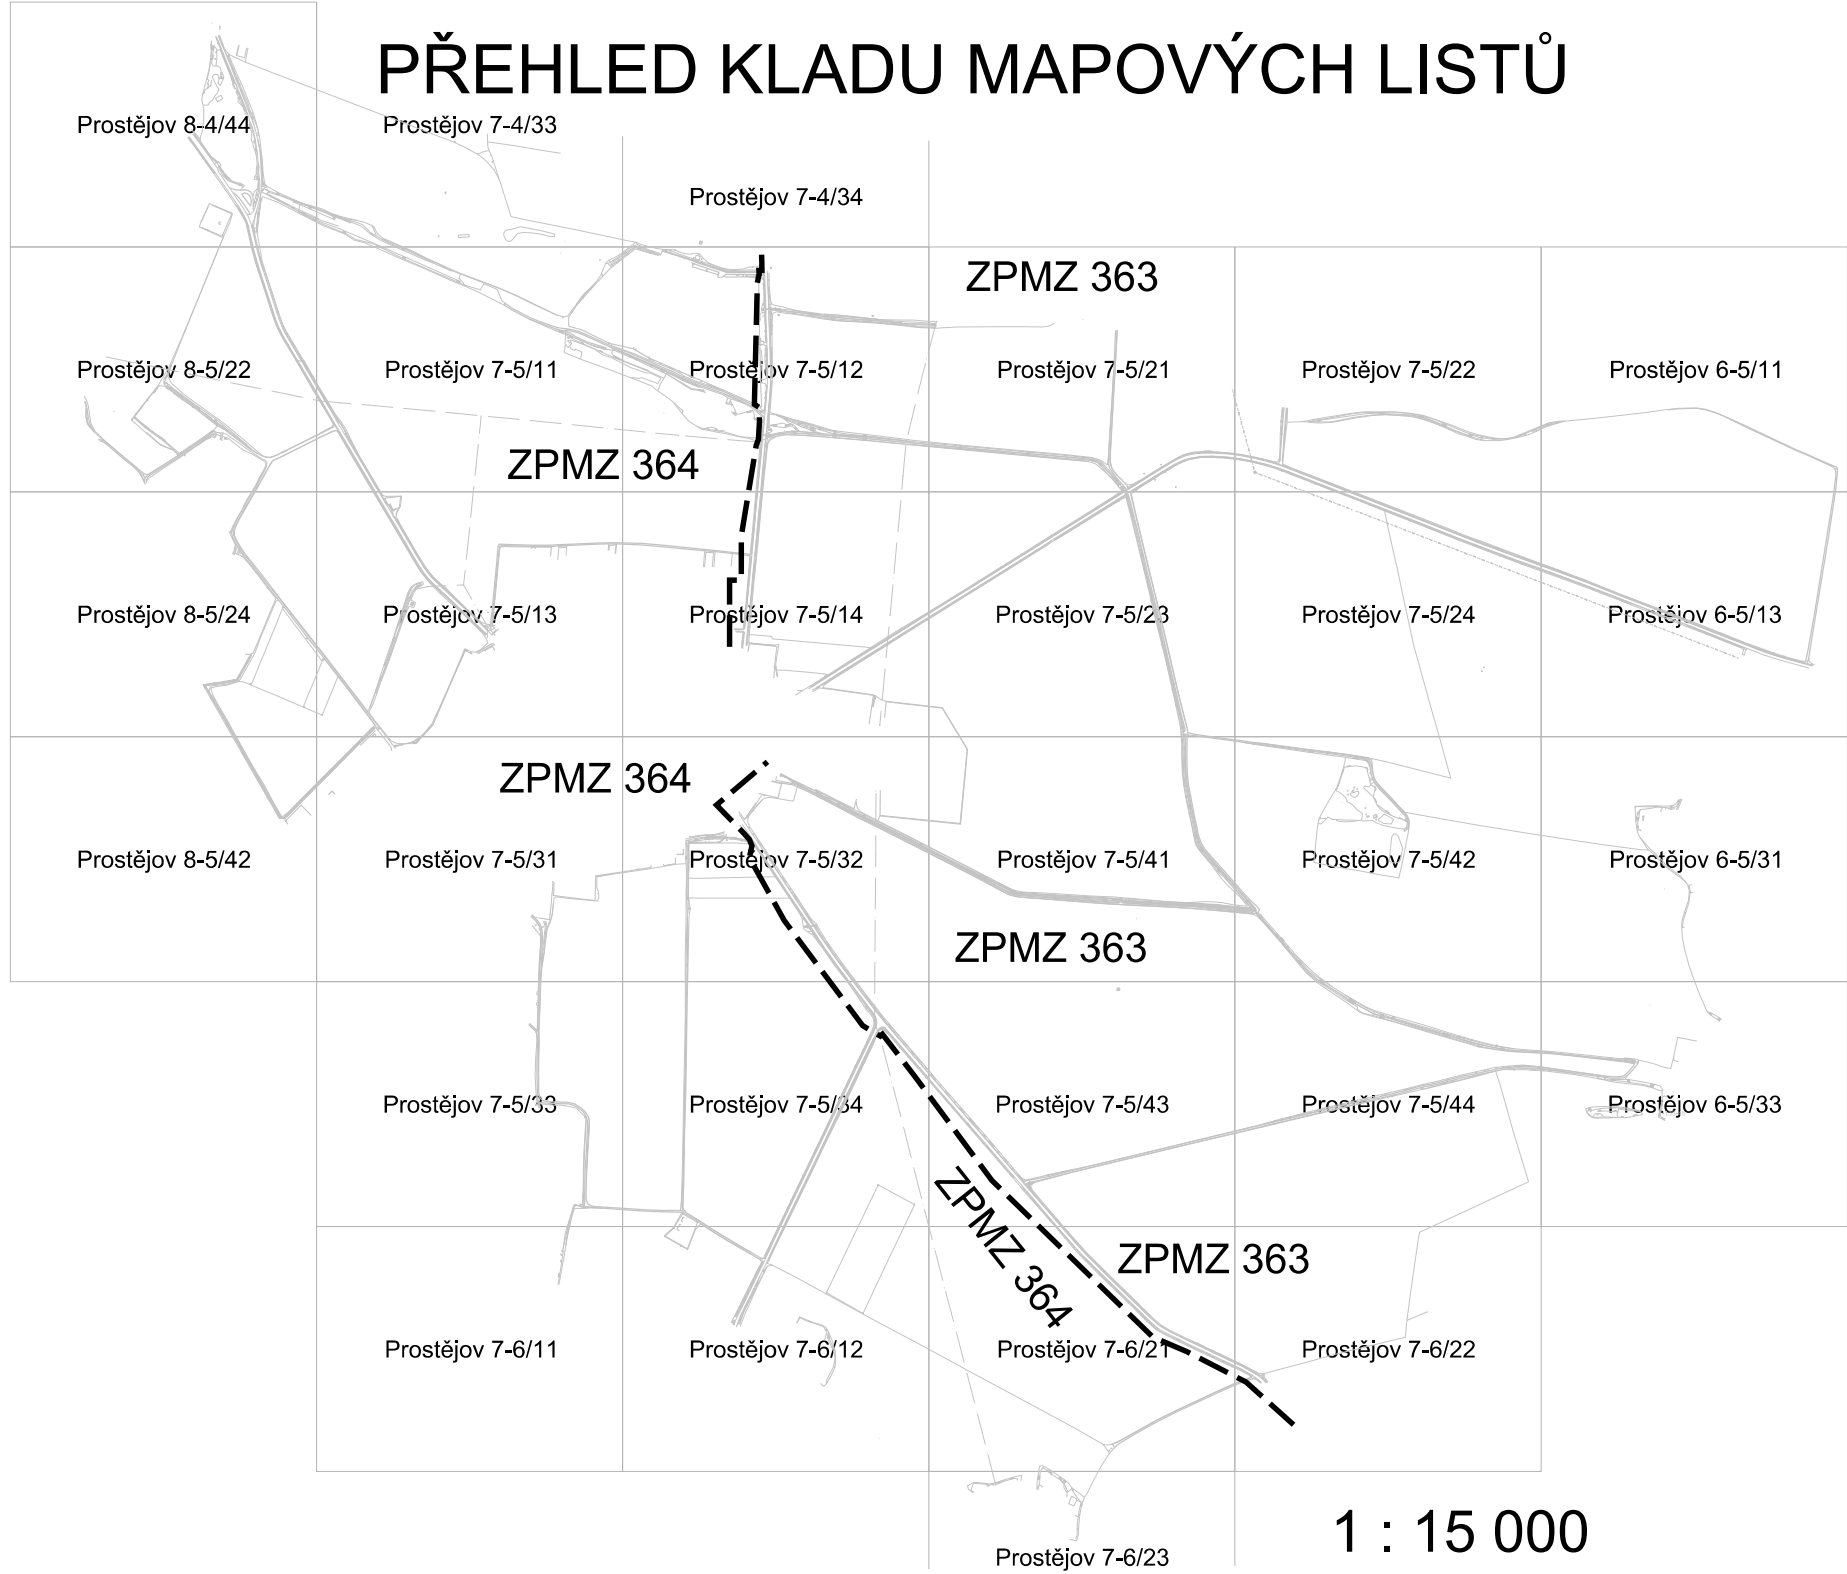 PŘEHLED KLADU MAPOVÝCH LISTŮ
Prostějov 8-4/44
Prostějov 7-4/33
Prostějov 7-4/34
ZPMZ 363
Prostějov 8-5/22
Prostějov 7-5/11
Prostějov 7-5/12
Prostějov 7-5/21
Prostějov 7-5/22
Prostějov 6-5/11
ZPMZ 364
Prostějov 8-5/24
Prostějov 7-5/13
Prostějov 7-5/14
Prostějov 7-5/23
Prostějov 7-5/24
Prostějov 6-5/13
ZPMZ 364
Prostějov 8-5/42
Prostějov 7-5/31
Prostějov 7-5/32
Prostějov 7-5/41
Prostějov 7-5/42
Prostějov 6-5/31
ZPMZ 363
Prostějov 7-5/33
Prostějov 7-5/34
Prostějov 7-5/43
Prostějov 7-5/44
Prostějov 6-5/33
ZPMZ 364
ZPMZ 363
Prostějov 7-6/11
Prostějov 7-6/12
Prostějov 7-6/21
Prostějov 7-6/22
1 : 15 000
Prostějov 7-6/23